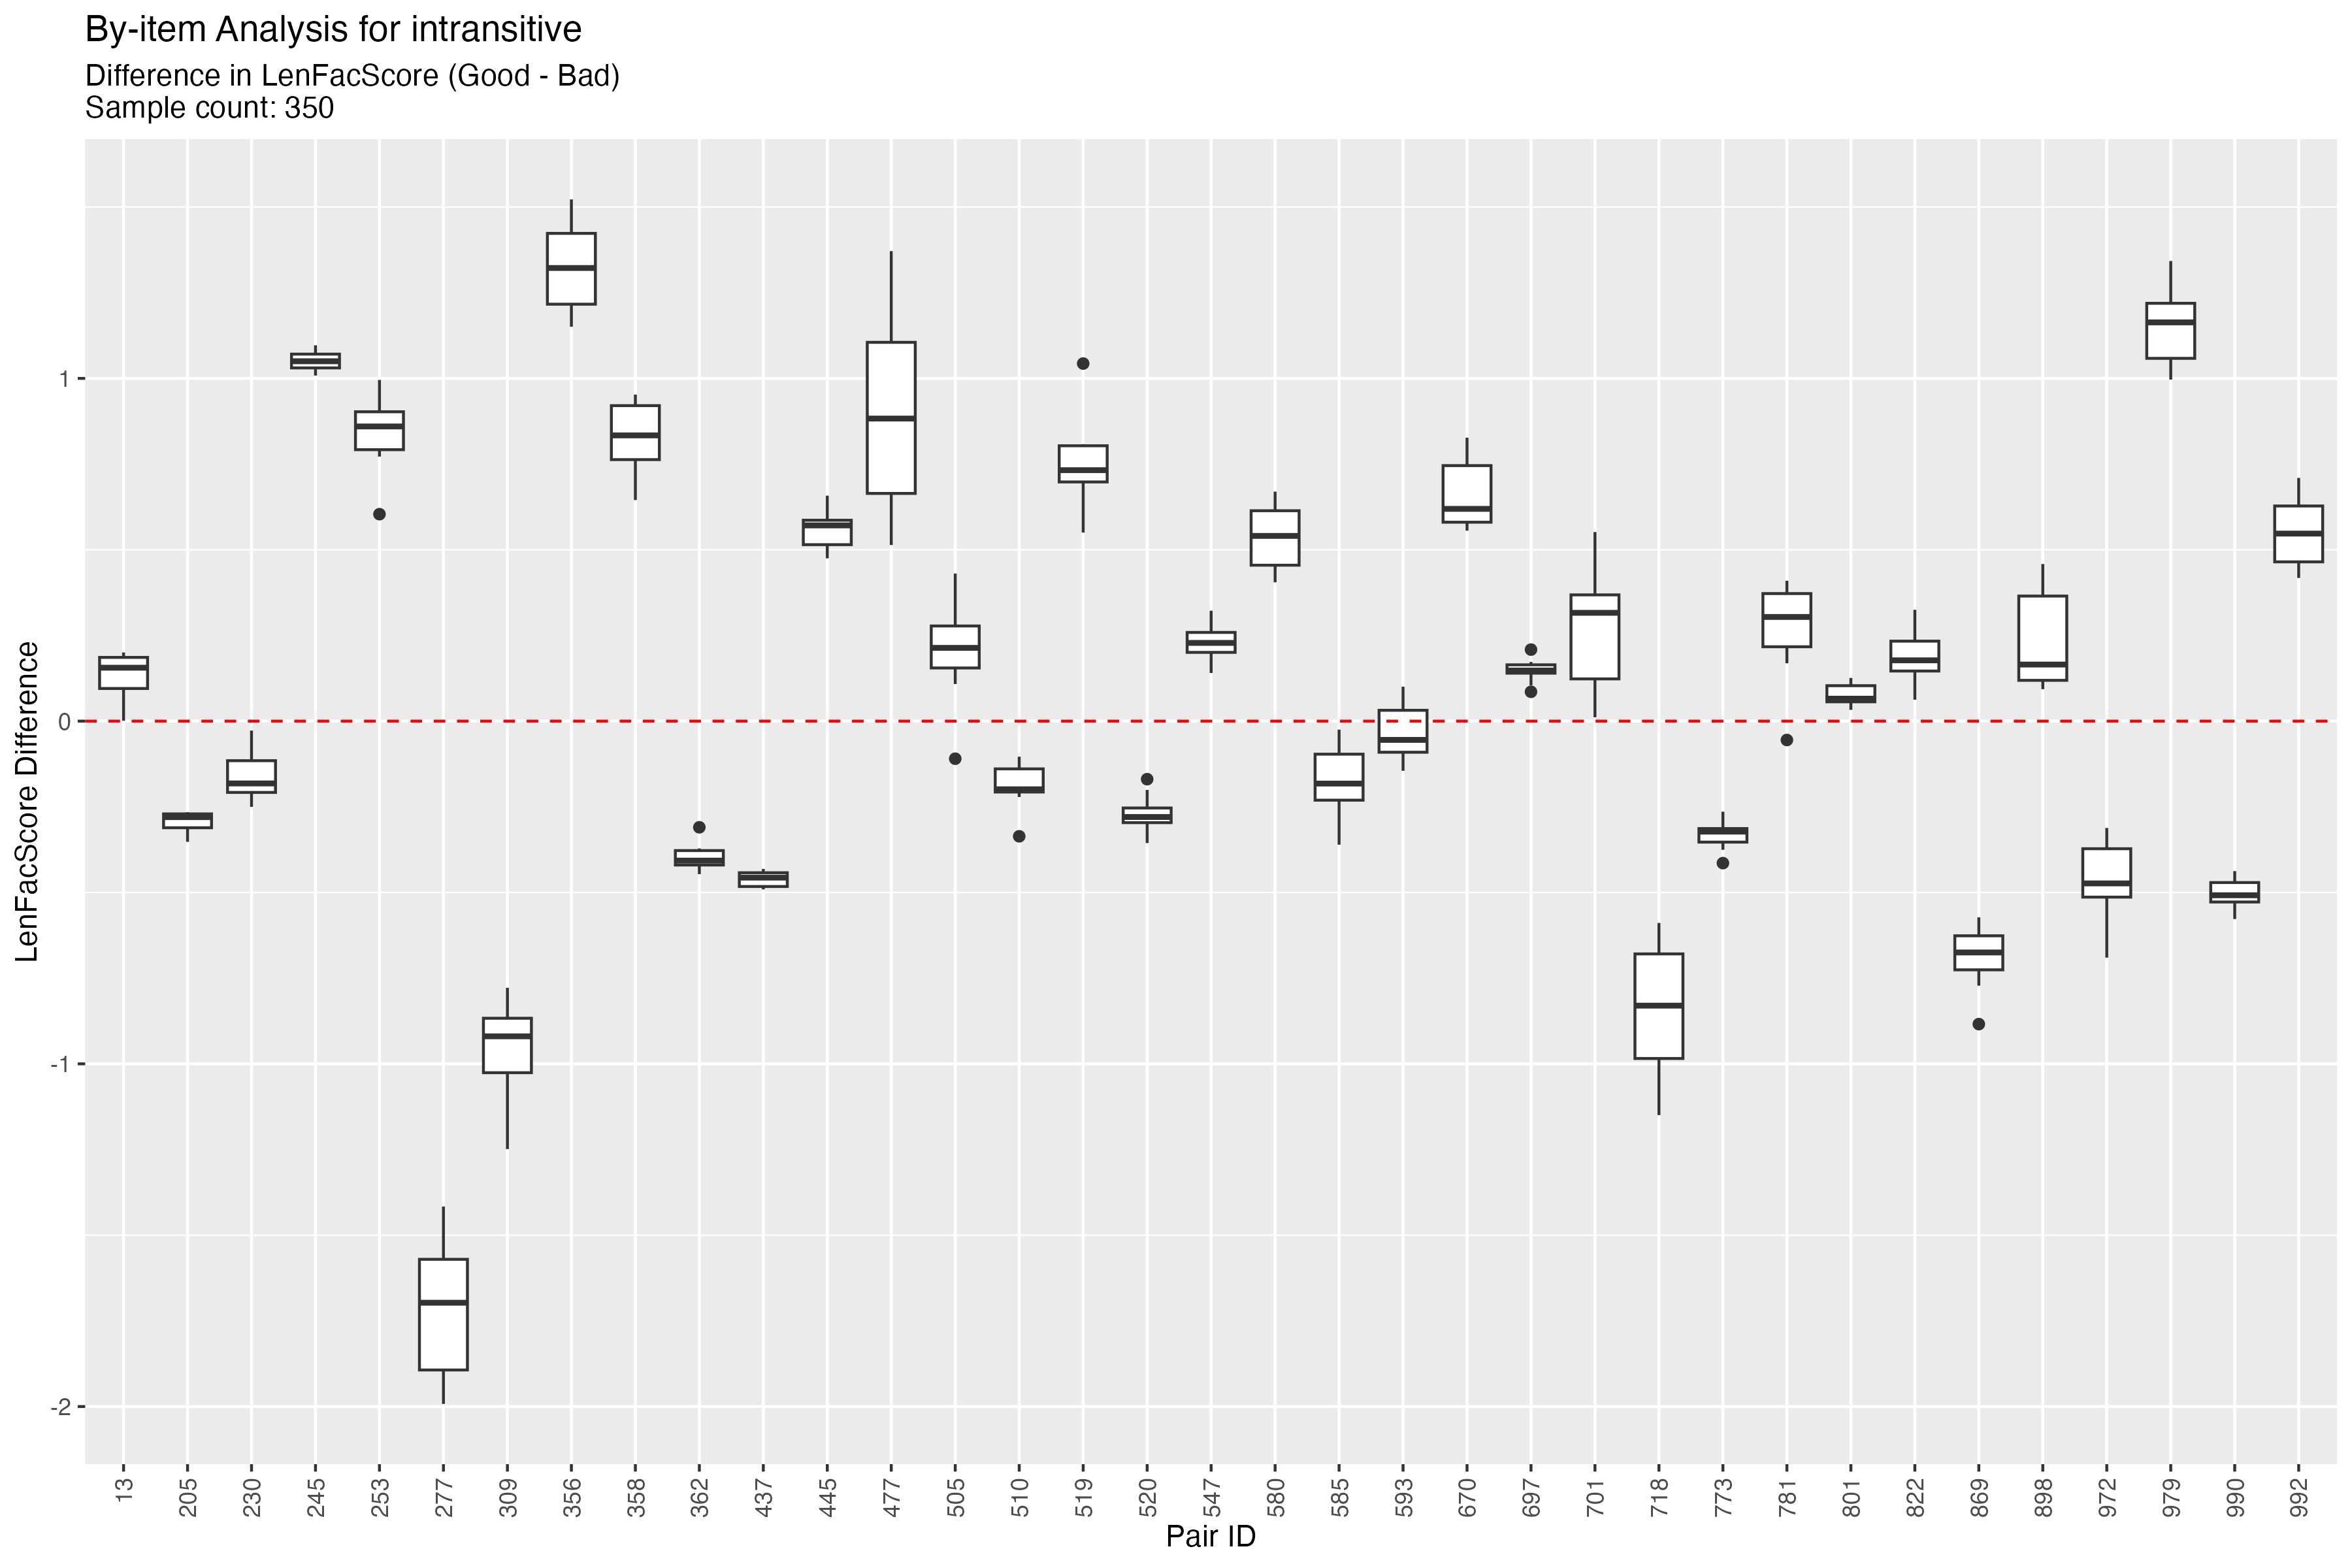 By-item Analysis for intransitive
Difference in LenFacScore (Good - Bad)
Sample count: 350
LenFacScore Difference
1
0
-1
-2
13 205 230 245 253 277 309 356 358 362 437 445 477 505 510 519 520 547 580 585 593 670 697 701 718 773 781 801 822 869 898 972 979 990 992
Pair ID